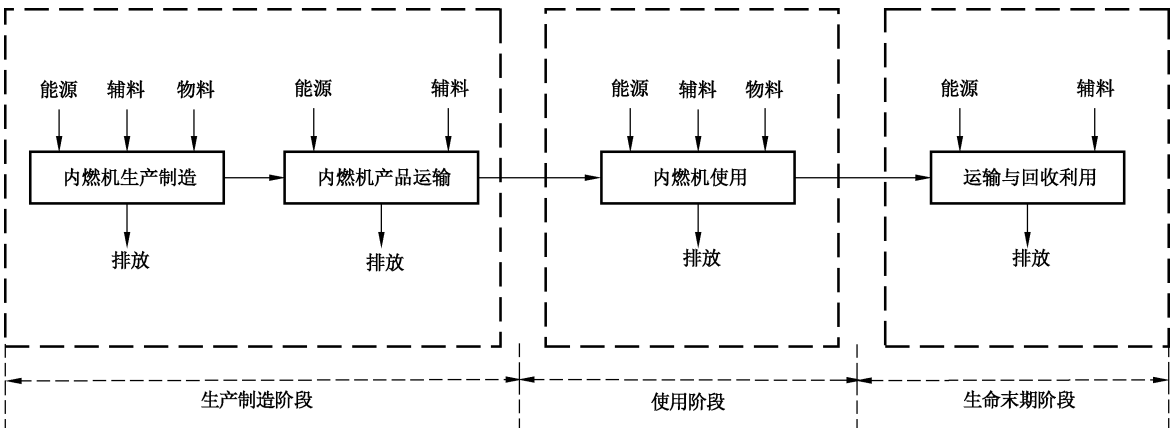 能源 辅料 物料 能源 辅料 能源 辅料 物料 能源 辅料
内燃机生产制造 内燃机产品运输 内燃机使用 运输与回收利用
排放 排放 排放 排放
生产制造阶段 使用阶段 生命末期阶段